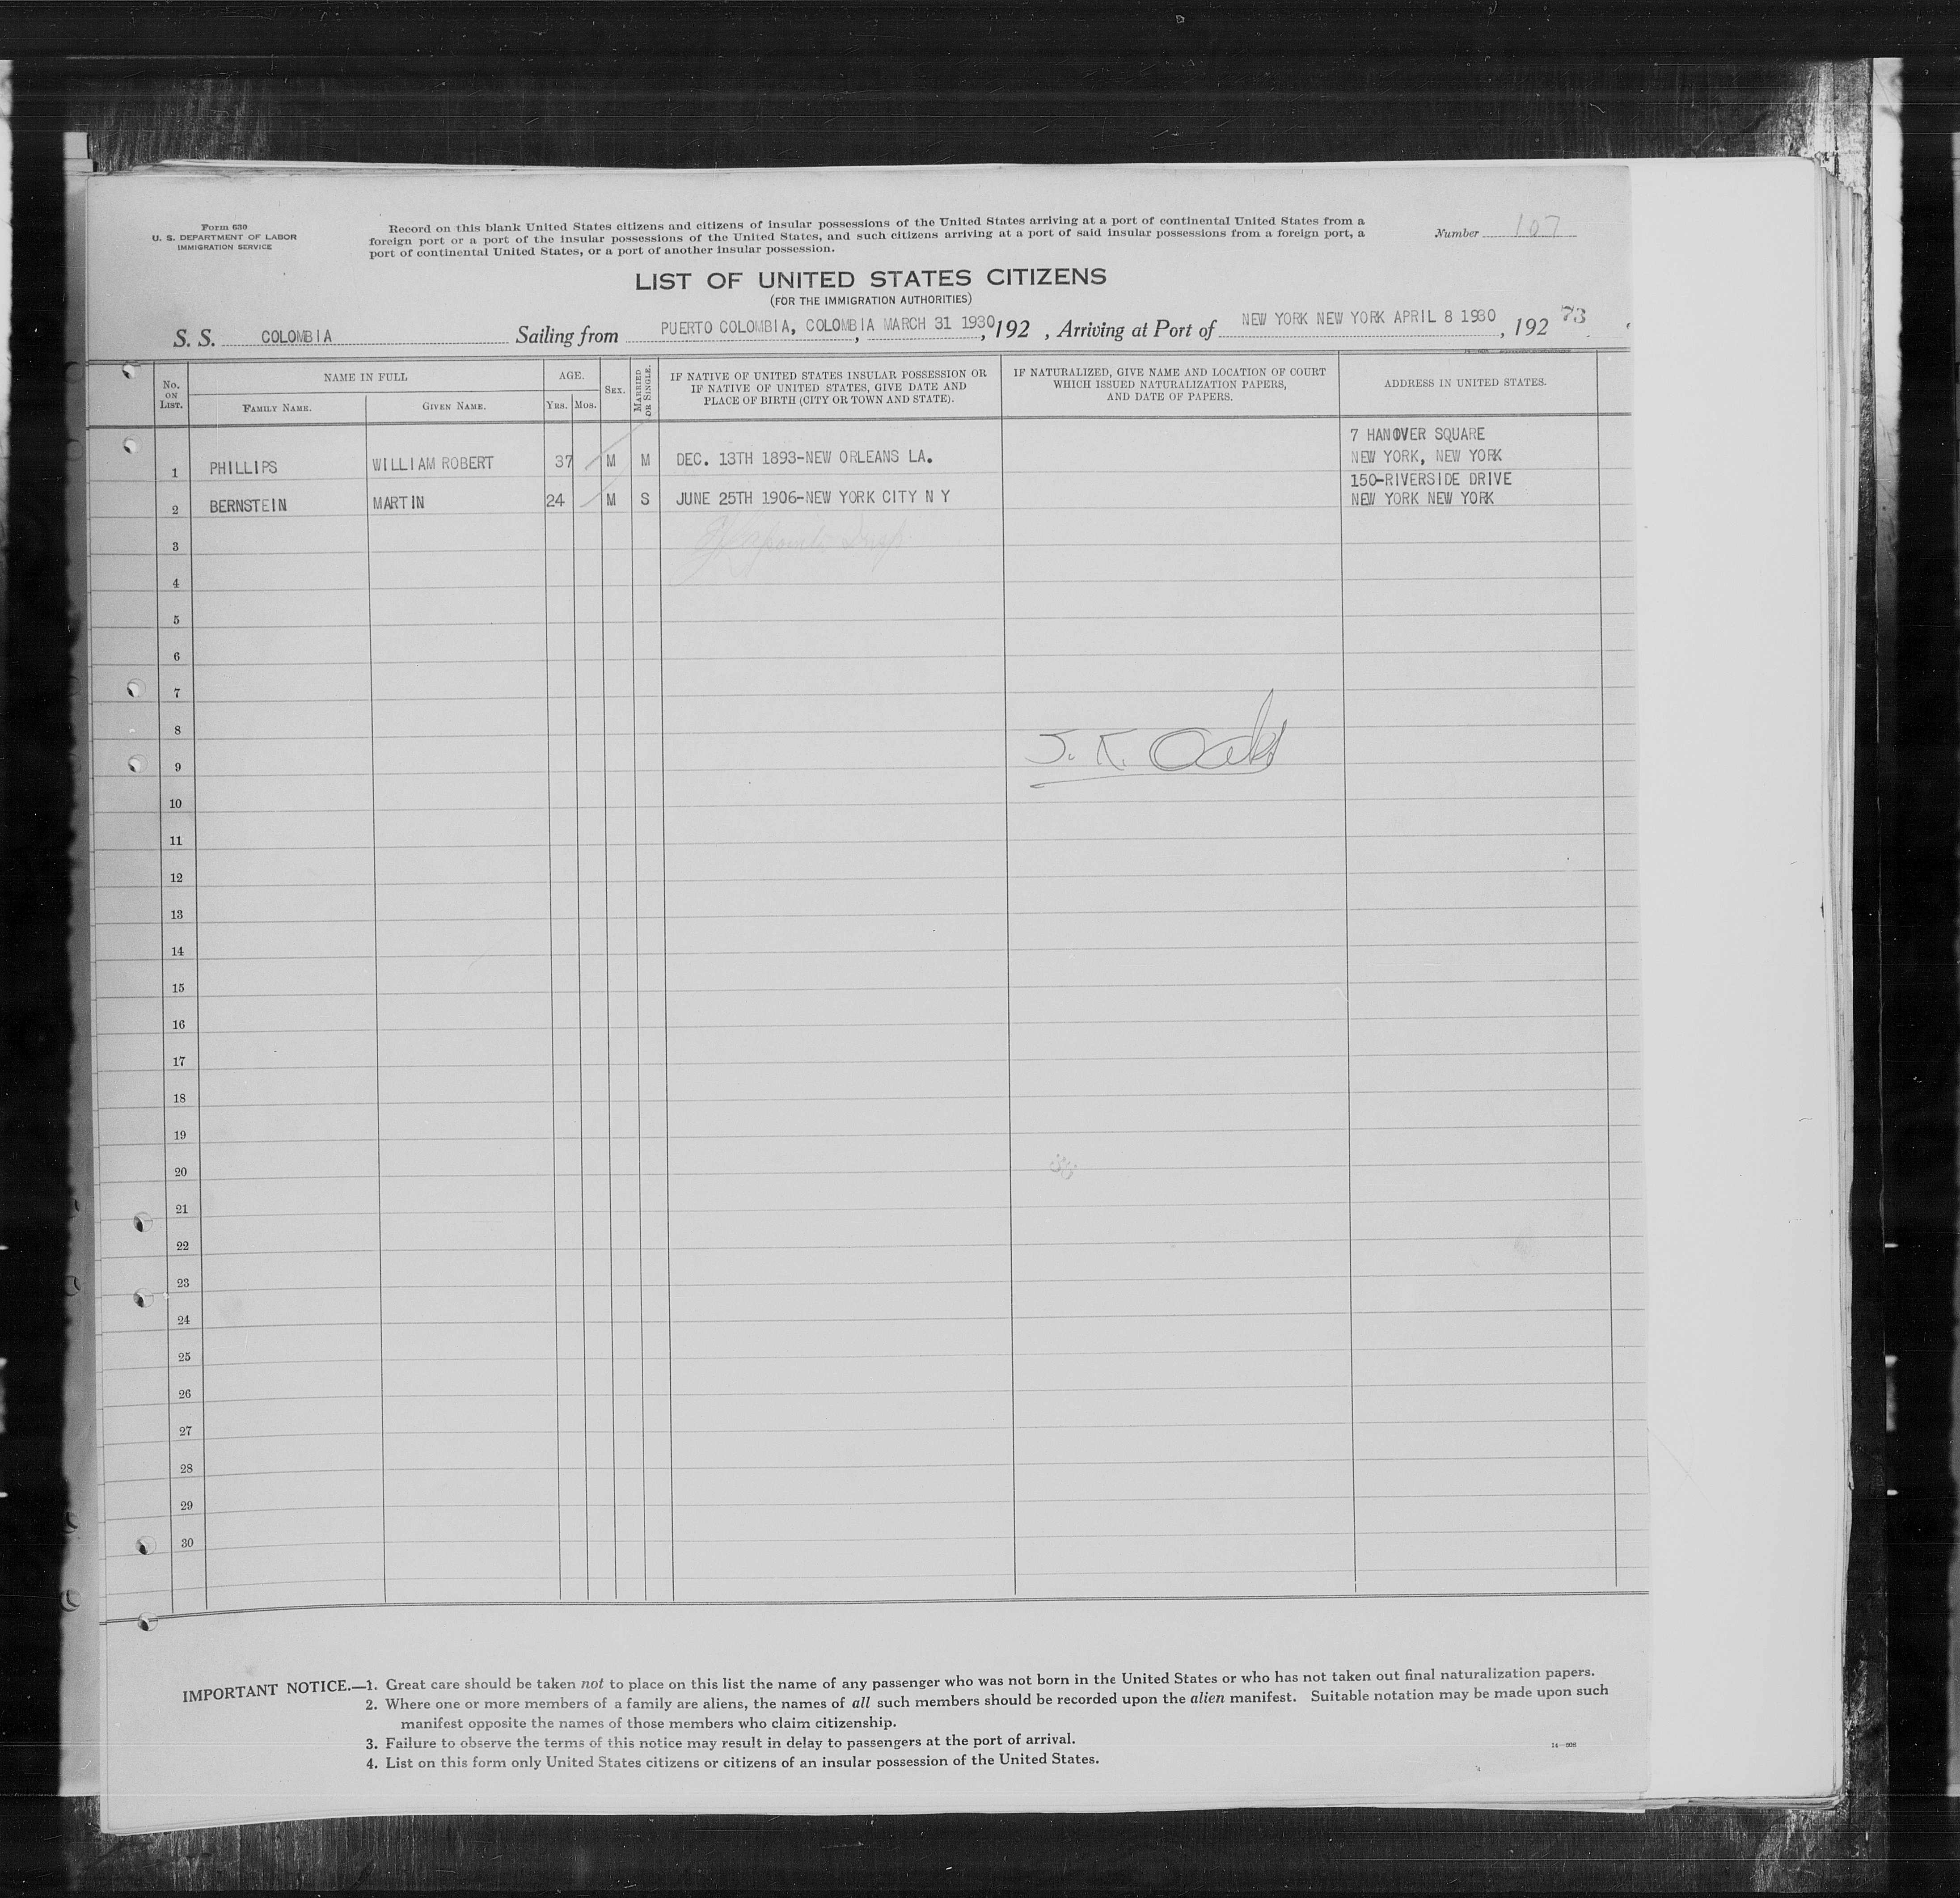 Form 630
U. S. DEPARTMENT OF LABOR
IMMIGRATION SERVICE
Record on this blank United States citizens and citizens of insular possessions of the United States arriving at a port of continental United States from a
foreign port or a port of the insular possessions of the United States, and such citizens arriving at a port of said insular possessions from a foreign port, a
port of continental United States, or a port of another insular possession.
Number 107
LIST OF UNITED STATES CITIZENS
(FOR THE IMMIGRATION AUTHORITIES)
S. S. COLOMBIA Sailing from PUERTO COLOMBIA, COLOMBIA MARCH 31 1930, 192 , Arriving at Port of NEW YORK NEW YORK APRIL 8 1930, 192 73
No. ON LIST.
NAME IN FULL
FAMILY NAME.
GIVEN NAME.
AGE.
YRS.
MOS.
SEX.
MARRIED OR SINGLE.
IF NATIVE OF UNITED STATES INSULAR POSSESSION OR
IF NATIVE OF UNITED STATES, GIVE DATE AND
PLACE OF BIRTH (CITY OR TOWN AND STATE).
IF NATURALIZED, GIVE NAME AND LOCATION OF COURT
WHICH ISSUED NATURALIZATION PAPERS,
AND DATE OF PAPERS.
ADDRESS IN UNITED STATES.
7 HANOVER SQUARE
1 PHILLIPS WILLIAM ROBERT 37 M M DEC. 13TH 1893-NEW ORLEANS LA. NEW YORK, NEW YORK
150-RIVERSIDE DRIVE
2 BERNSTEIN MARTIN 24 M S JUNE 25TH 1906-NEW YORK CITY N Y NEW YORK NEW YORK
3
4
5
6
7
8
J. K. Oaks
9
10
11
12
13
14
15
16
17
18
19
20
21
22
23
24
25
26
27
28
29
30
IMPORTANT NOTICE.—1. Great care should be taken not to place on this list the name of any passenger who was not born in the United States or who has not taken out final naturalization papers.
2. Where one or more members of a family are aliens, the names of all such members should be recorded upon the alien manifest. Suitable notation may be made upon such
manifest opposite the names of those members who claim citizenship.
3. Failure to observe the terms of this notice may result in delay to passengers at the port of arrival.
4. List on this form only United States citizens or citizens of an insular possession of the United States.